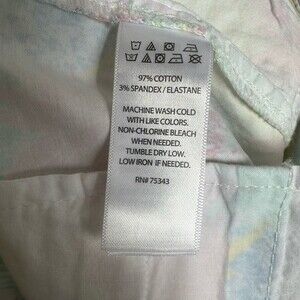 97% COTTON
3% SPANDEX / ELASTANE
MACHINE WASH COLD
WITH LIKE COLORS.
NON-CHLORINE BLEACH
WHEN NEEDED.
TUMBLE DRY LOW.
LOW IRON IF NEEDED.
RN# 75343